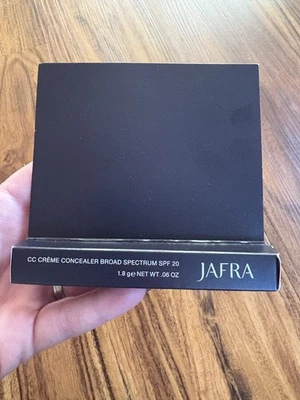 CC CRÈME CONCEALER BROAD SPECTRUM SPF 20
1.8 g e NET WT .06 OZ
JAFRA